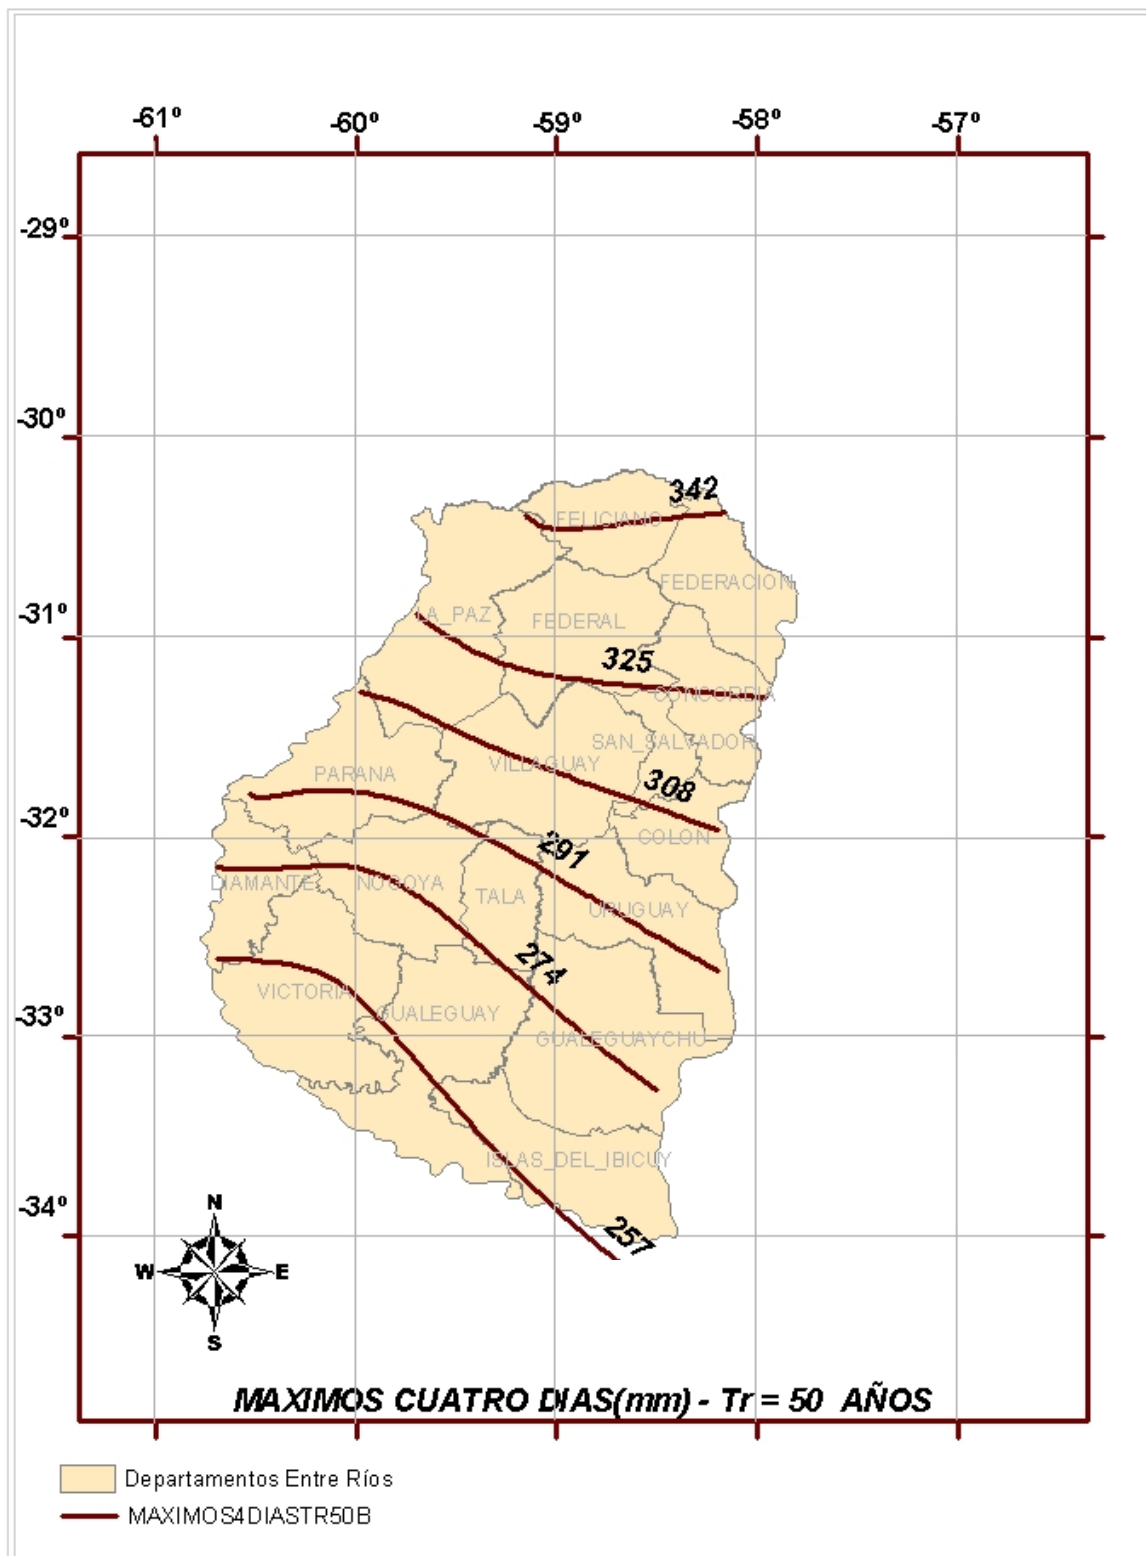 -61º
-60º
-59º
-58º
-57º
-29º
-30º
342
FELICIANO
FEDERACION
LA_PAZ
FEDERAL
-31º
325
CONCORDIA
SAN_SALVADOR
VILLAGUAY
PARANA
308
-32º
COLON
291
DIAMANTE
NOGOYA
TALA
URUGUAY
274
VICTORIA
GUALEGUAY
-33º
GUALEGUAYCHU
ISLAS_DEL_IBICUY
-34º
257
N
W
E
S
MAXIMOS CUATRO DIAS(mm) - Tr = 50 AÑOS
Departamentos Entre Ríos
MAXIMOS4DIASTR50B